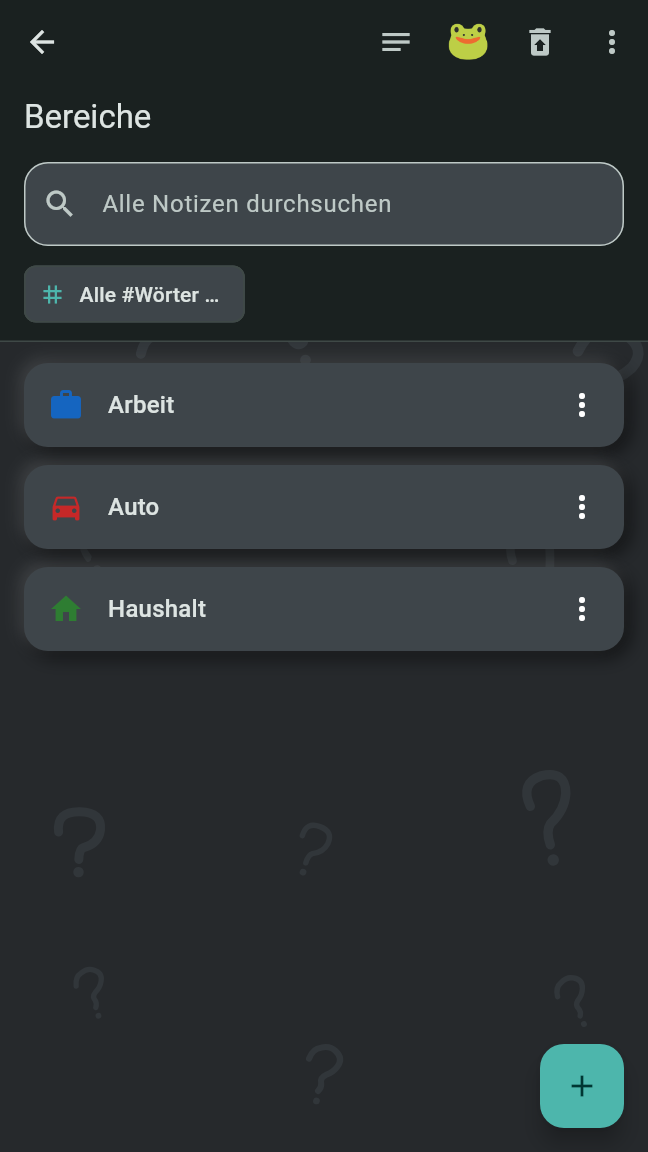 Bereiche
Alle Notizen durchsuchen
Alle #Wörter ...
Arbeit
Auto
Haushalt